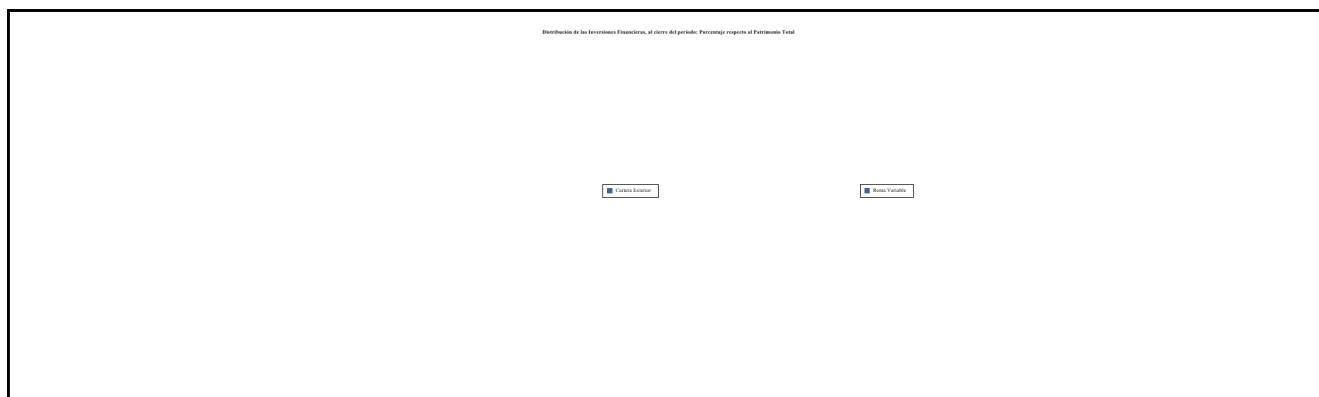 Distribución de las Inversiones Financieras, al cierre del período: Porcentaje respecto al Patrimonio Total
Cartera Exterior
Renta Variable